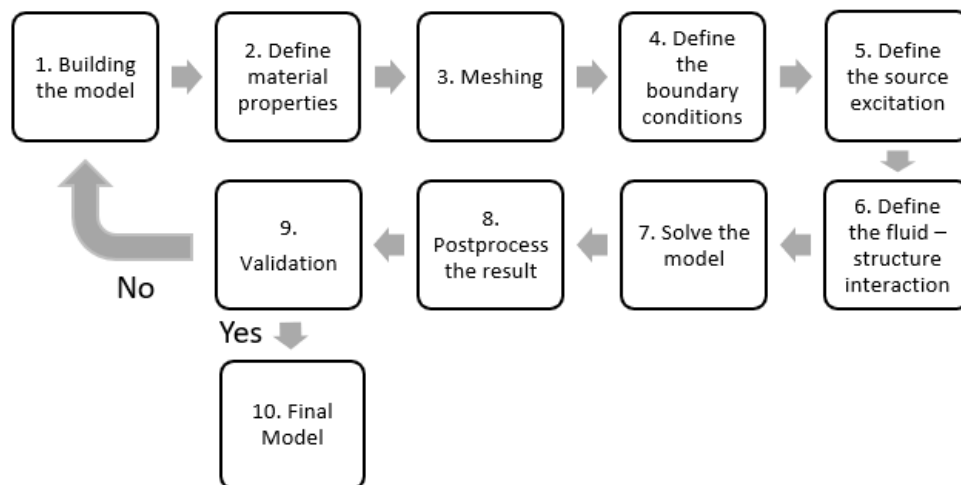 1. Building
the model
2. Define
material
properties
3. Meshing
4. Define
the
boundary
conditions
5. Define
the source
excitation
6. Define
the fluid –
structure
interaction
7. Solve the
model
8.
Postprocess
the result
9.
Validation
No
Yes
10. Final
Model